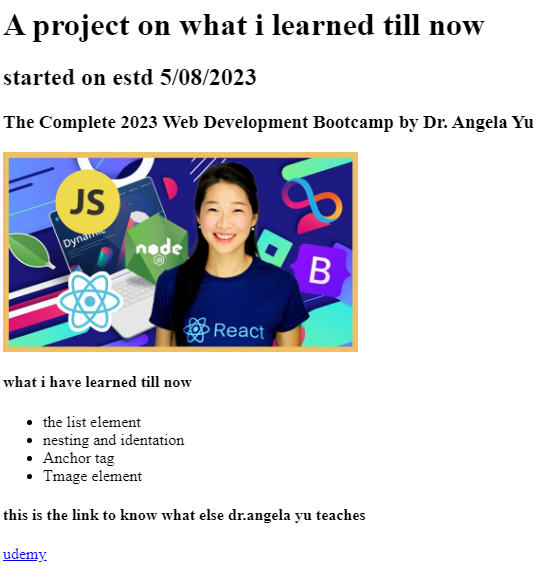 A project on what i learned till now
started on estd 5/08/2023
The Complete 2023 Web Development Bootcamp by Dr. Angela Yu
JS
Dynamic
node
JS
B
React
what i have learned till now
the list element
nesting and identation
Anchor tag
Tmage element
this is the link to know what else dr.angela yu teaches
udemy